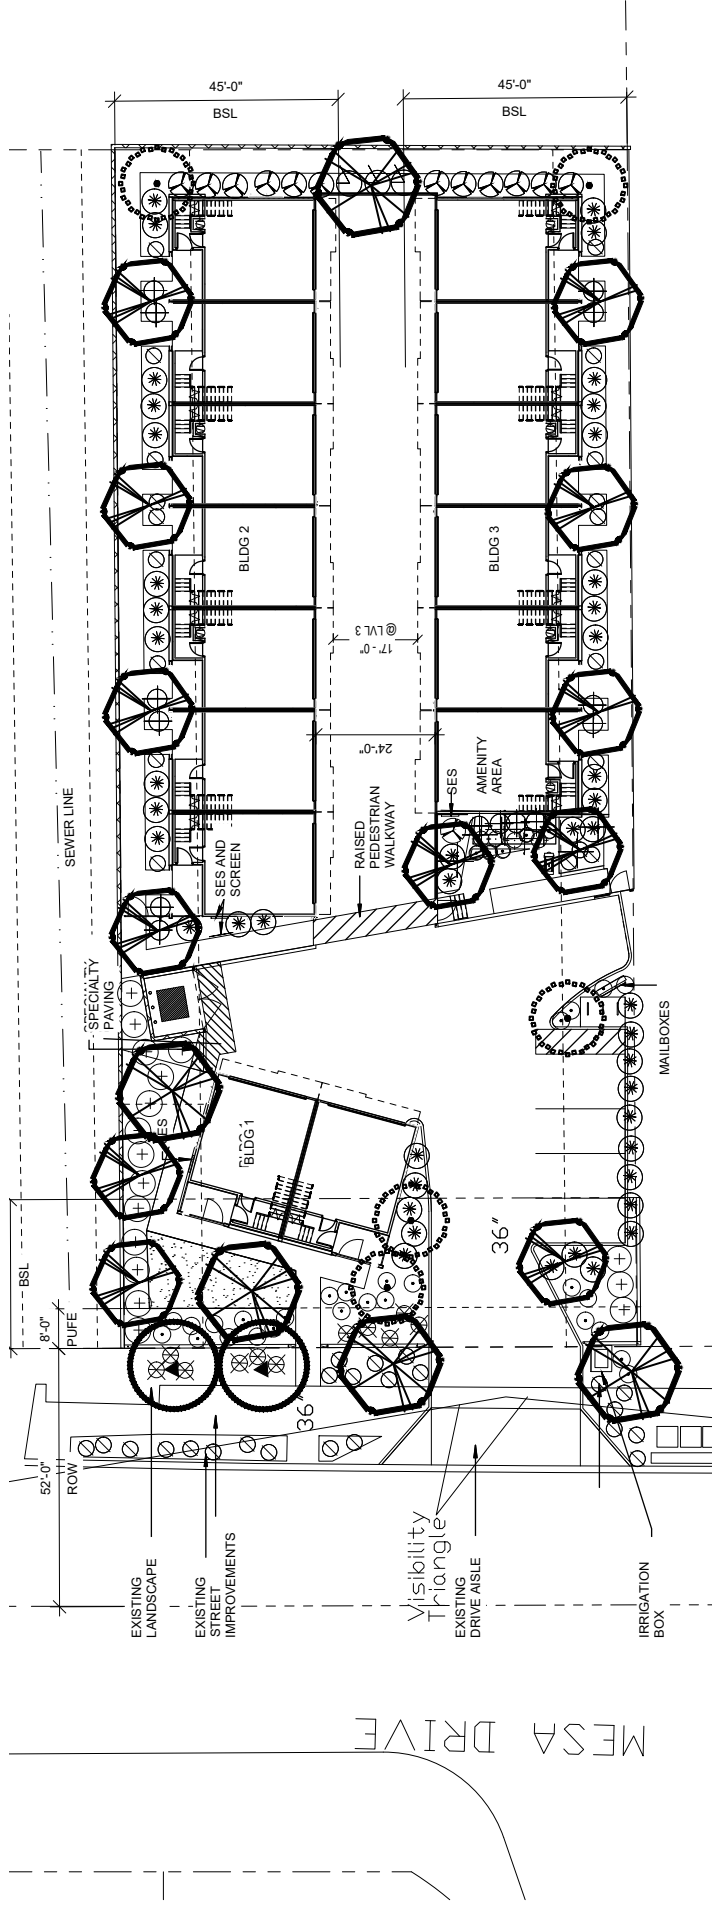 45'-0"
BSL
45'-0"
BSL
BLDG 2
BLDG 3
17'-0"
@ LVL 3
SEWER LINE
24'-0"
SES
AMENITY
AREA
RAISED
PEDESTRIAN
WALKWAY
SES AND
SCREEN
SPECIALTY
PAVING
MAILBOXES
BLDG 1
36"
BSL
8'-0"
PUFE
36"
52'-0"
ROW
Visibility
Triangle
EXISTING
LANDSCAPE
EXISTING
STREET
IMPROVEMENTS
EXISTING
DRIVE AISLE
IRRIGATION
BOX
MESA DRIVE